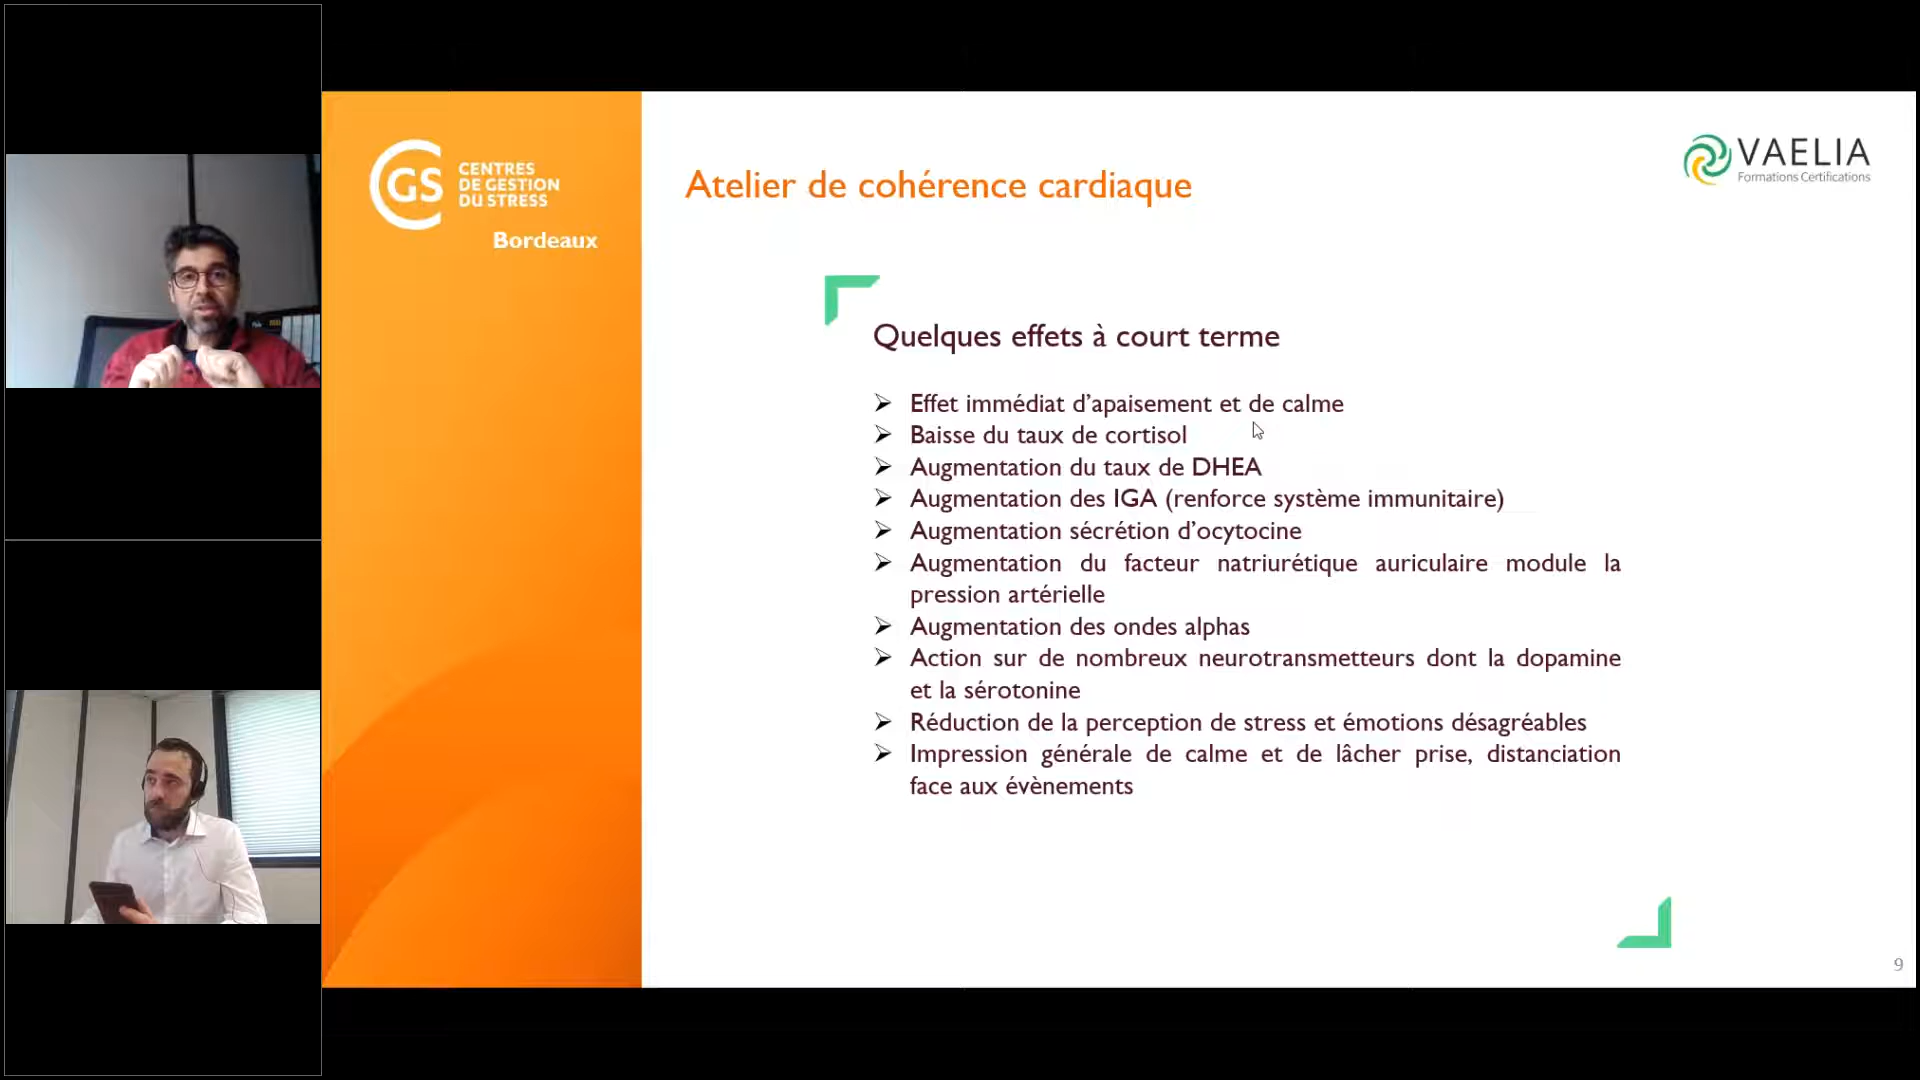 GS
CENTRES
DE GESTION
DU STRESS
Bordeaux
VAELIA
Formations Certifications
Atelier de cohérence cardiaque
Quelques effets à court terme
➢ Effet immédiat d’apaisement et de calme
➢ Baisse du taux de cortisol
➢ Augmentation du taux de DHEA
➢ Augmentation des IGA (renforce système immunitaire)
➢ Augmentation sécrétion d’ocytocine
➢ Augmentation du facteur natriurétique auriculaire module la
pression artérielle
➢ Augmentation des ondes alphas
➢ Action sur de nombreux neurotransmetteurs dont la dopamine
et la sérotonine
➢ Réduction de la perception de stress et émotions désagréables
➢ Impression générale de calme et de lâcher prise, distanciation
face aux évènements
9